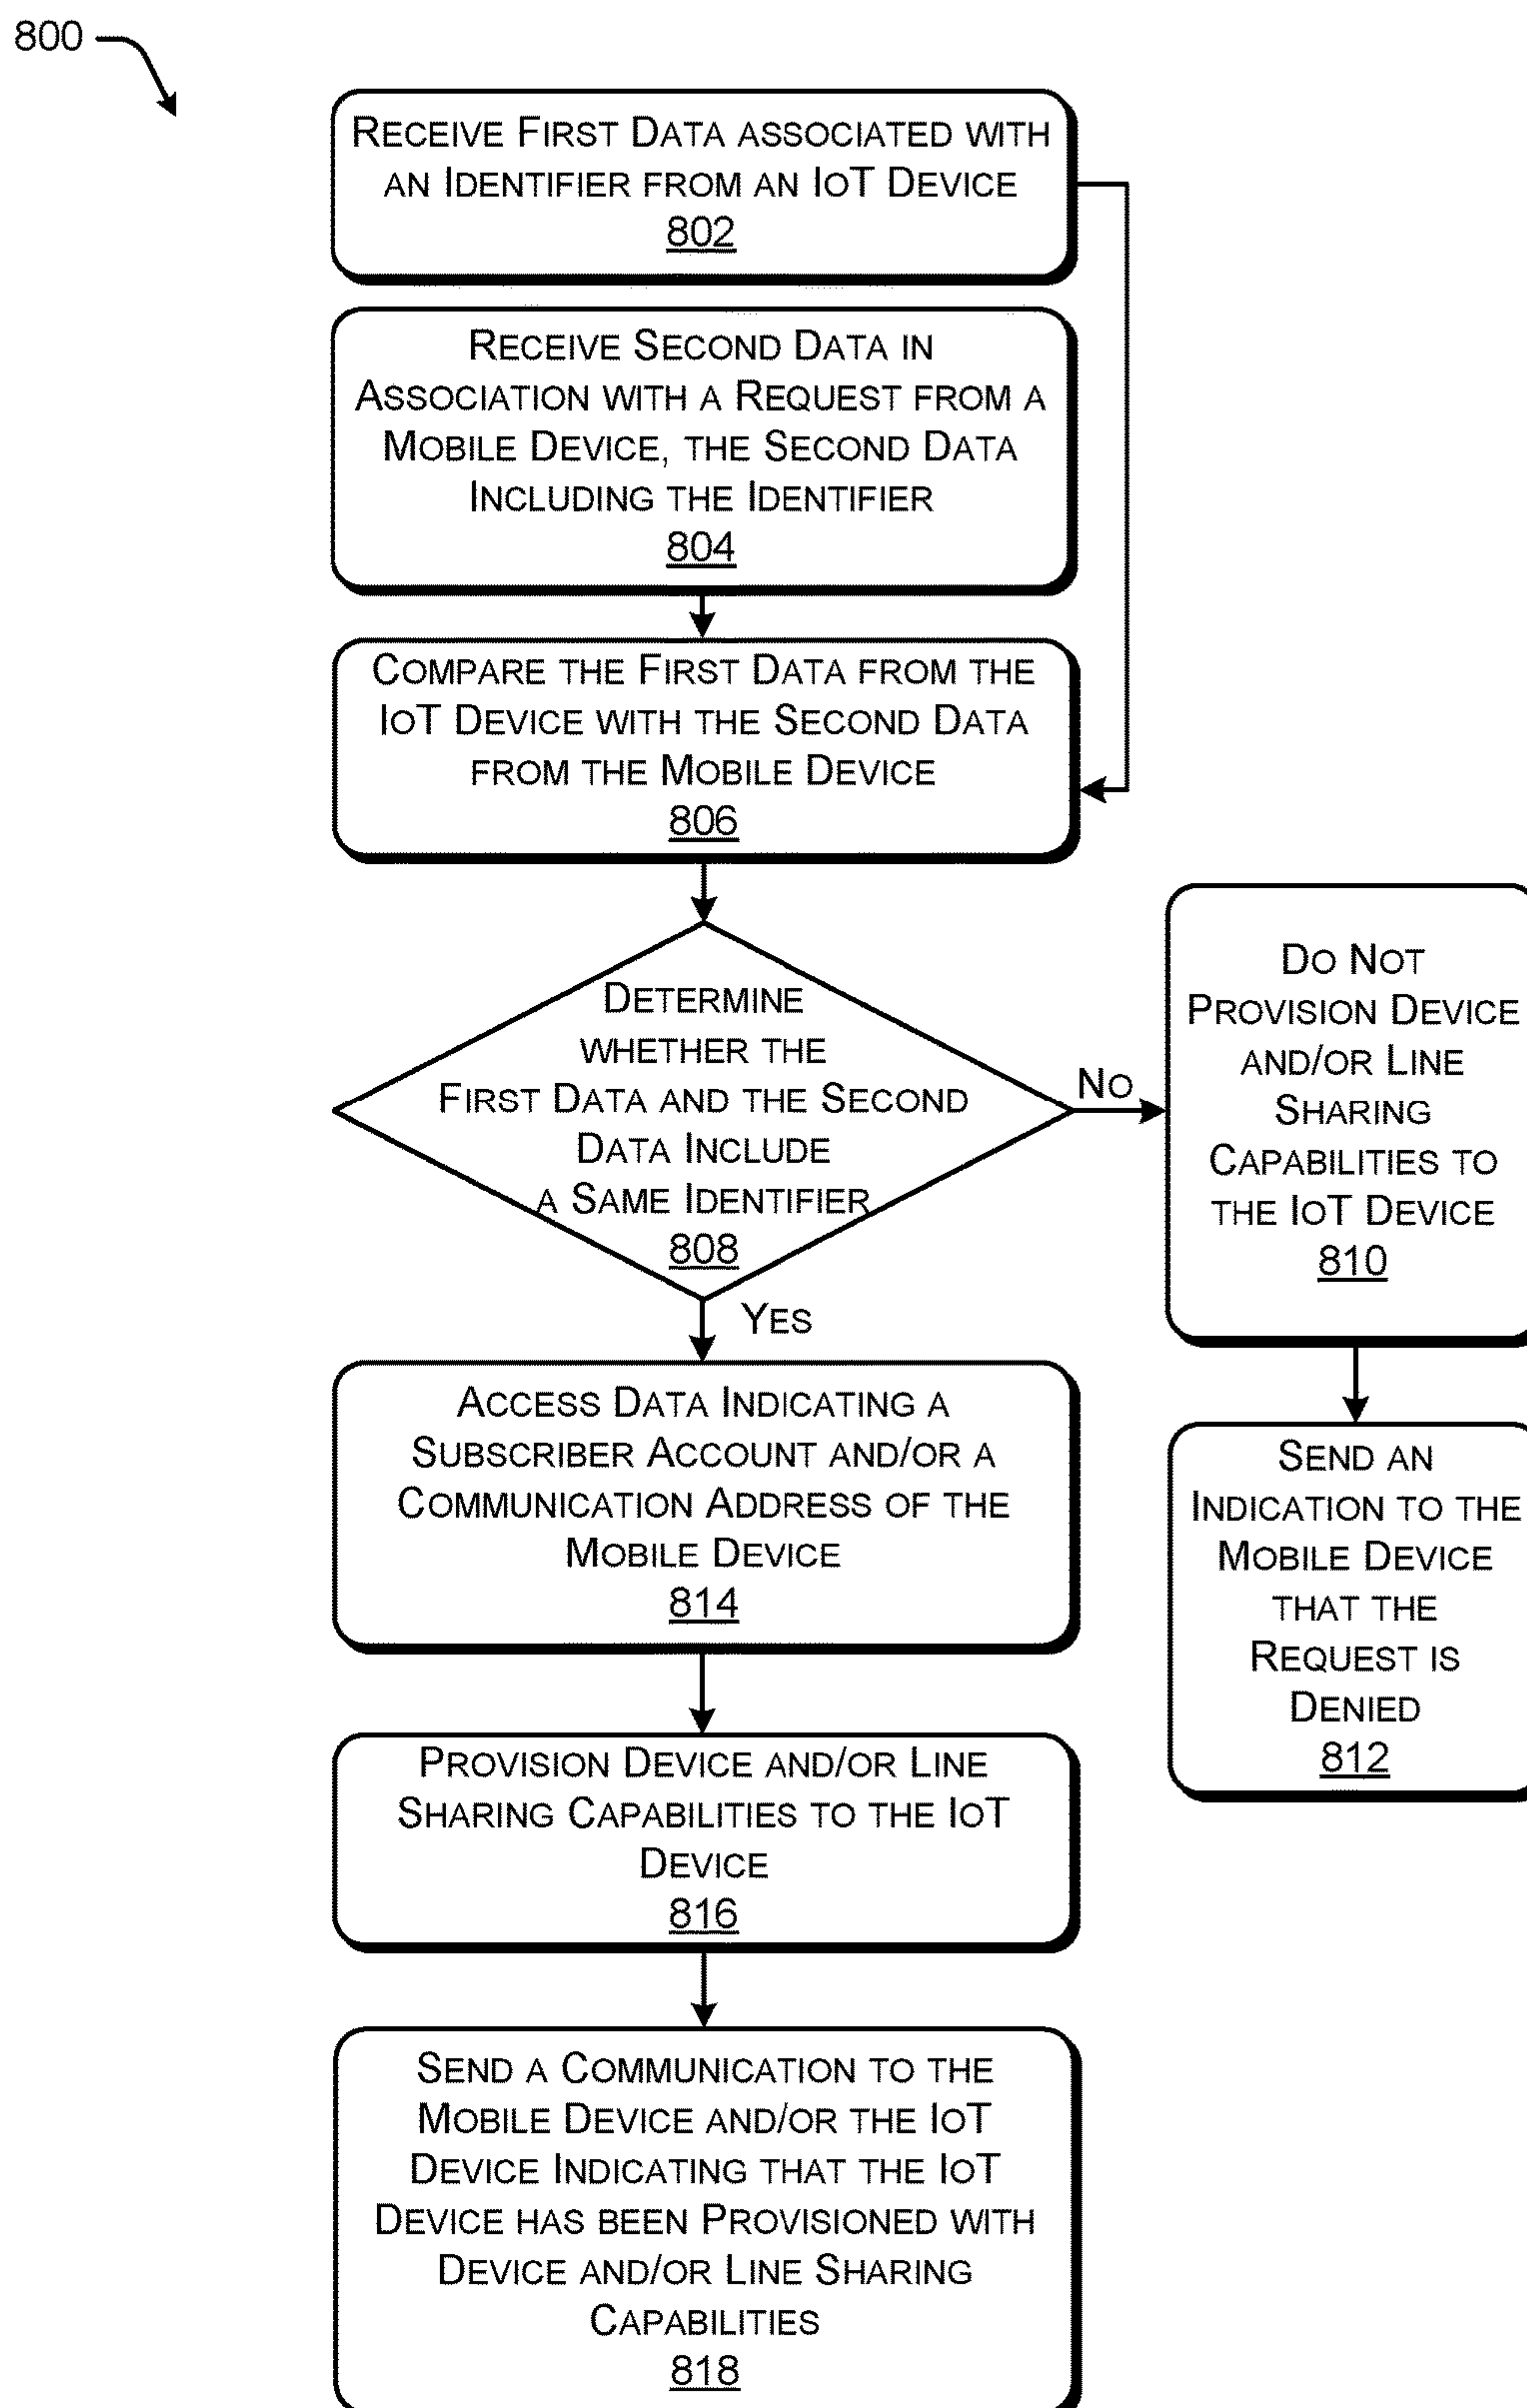 800
RECEIVE FIRST DATA ASSOCIATED WITH
AN IDENTIFIER FROM AN IOT DEVICE
802
RECEIVE SECOND DATA IN
ASSOCIATION WITH A REQUEST FROM A
MOBILE DEVICE, THE SECOND DATA
INCLUDING THE IDENTIFIER
804
COMPARE THE FIRST DATA FROM THE
IOT DEVICE WITH THE SECOND DATA
FROM THE MOBILE DEVICE
806
DETERMINE
WHETHER THE
FIRST DATA AND THE SECOND
DATA INCLUDE
A SAME IDENTIFIER
808
NO
DO NOT
PROVISION DEVICE
AND/OR LINE
SHARING
CAPABILITIES TO
THE IOT DEVICE
810
SEND AN
INDICATION TO THE
MOBILE DEVICE
THAT THE
REQUEST IS
DENIED
812
YES
ACCESS DATA INDICATING A
SUBSCRIBER ACCOUNT AND/OR A
COMMUNICATION ADDRESS OF THE
MOBILE DEVICE
814
PROVISION DEVICE AND/OR LINE
SHARING CAPABILITIES TO THE IOT
DEVICE
816
SEND A COMMUNICATION TO THE
MOBILE DEVICE AND/OR THE IOT
DEVICE INDICATING THAT THE IOT
DEVICE HAS BEEN PROVISIONED WITH
DEVICE AND/OR LINE SHARING
CAPABILITIES
818